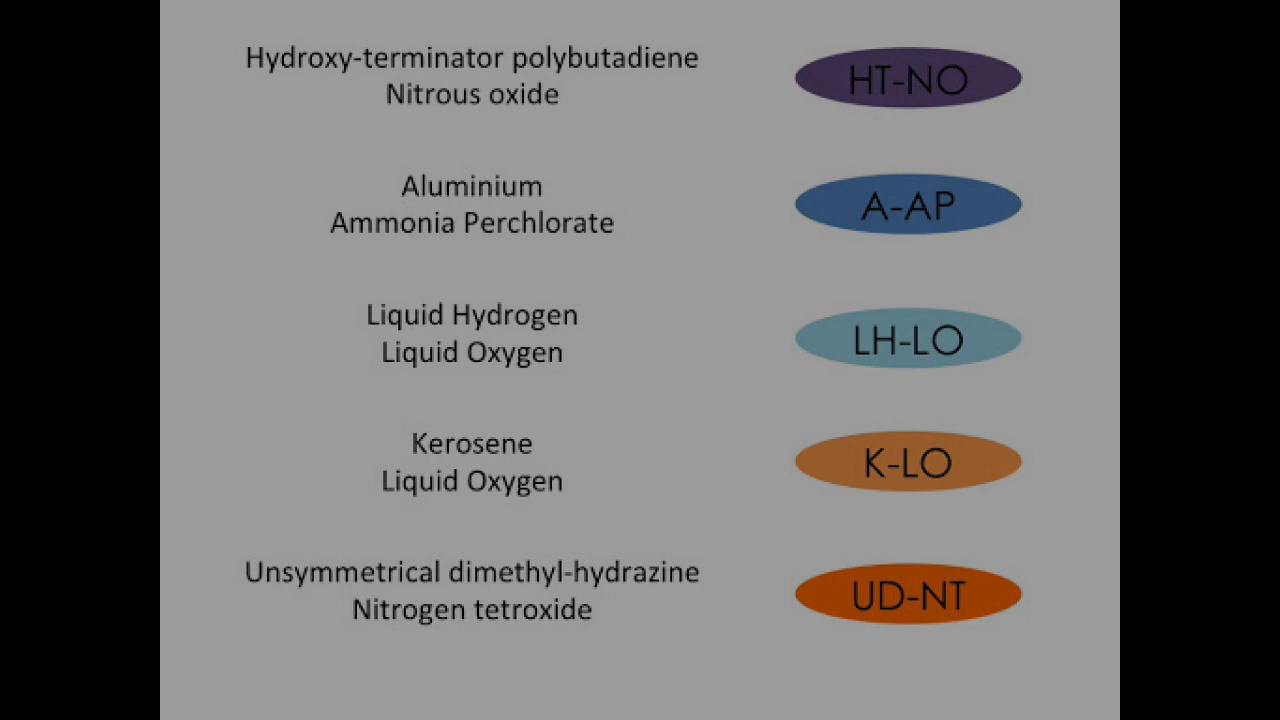 Hydroxy-terminator polybutadiene
Nitrous oxide
HT-NO
Aluminium
Ammonia Perchlorate
A-AP
Liquid Hydrogen
Liquid Oxygen
LH-LO
Kerosene
Liquid Oxygen
K-LO
Unsymmetrical dimethyl-hydrazine
Nitrogen tetroxide
UD-NT